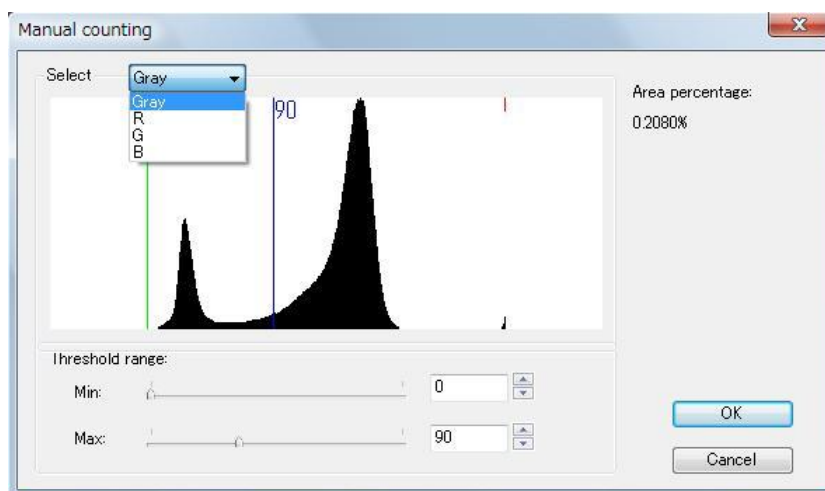 Manual counting
Select
Gray
Gray
R
G
B
90
Area percentage:
0.2080%
Threshold range:
Min:
0
Max:
90
OK
Cancel